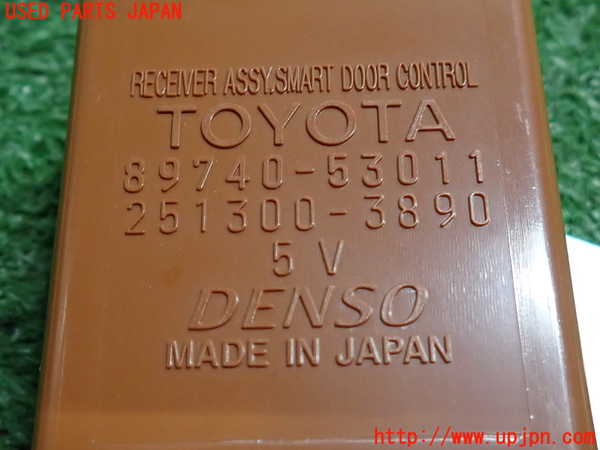 USED PARTS JAPAN
RECEIVER ASSY,SMART DOOR CONTROL
TOYOTA
89740-53011
251300-3890
5 V
DENSO
MADE IN JAPAN
http://www.upjpn.com/